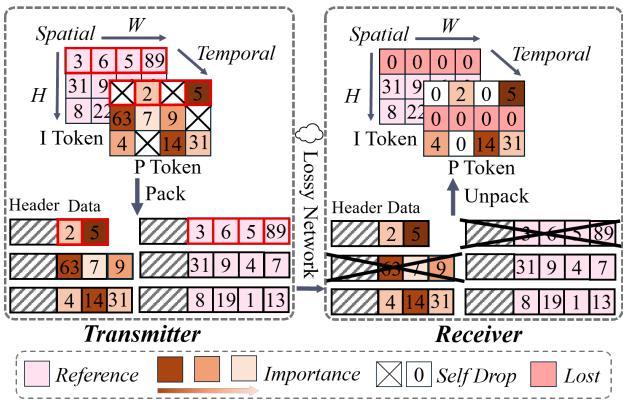 Spatial W Temporal
3 6 5 89
31 9
8 22
H
2 5
63 7 9
4 14 31
I Token
P Token
Pack
Header Data
2 5
63 7 9
4 14 31
3 6 5 89
31 9 4 7
8 19 1 13
Transmitter
Lossy Network
Spatial W Temporal
0 0 0 0
31 9
8 22
H
0 2 0 5
0 0 0 0
4 0 14 31
I Token
P Token
Unpack
Header Data
2 5
63 7 9
4 14 31
3 6 89
31 9 4 7
8 19 1 13
Receiver
Reference Importance 0 Self Drop Lost